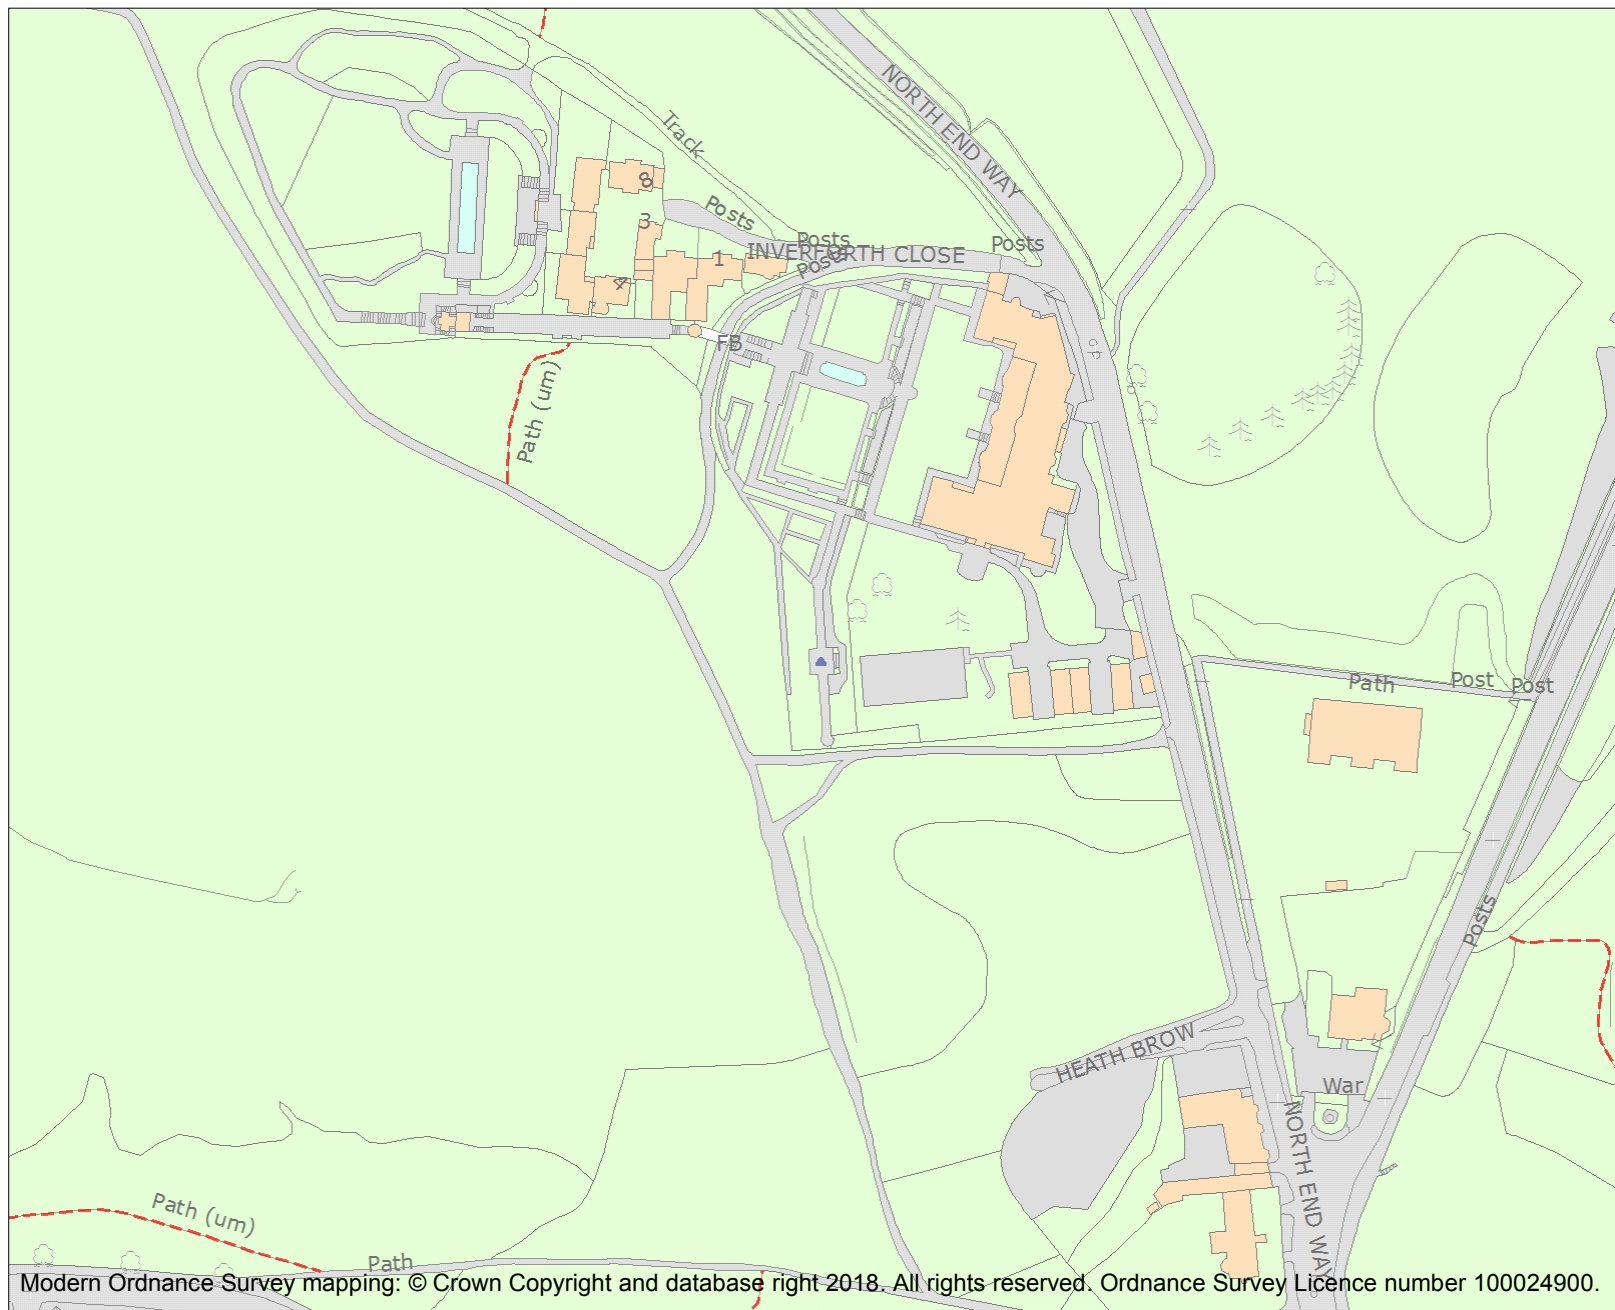 NORTH END WAY
Track
8
Posts
3
Posts
Posts
INVERFORTH CLOSE
1
Posts
4
FB
Path (um)
Path
Post
Post
Posts
HEATH BROW
War
NORTH END WAY
Path (um)
Path
Modern Ordnance Survey mapping: © Crown Copyright and database right 2018. All rights reserved. Ordnance Survey Licence number 100024900.